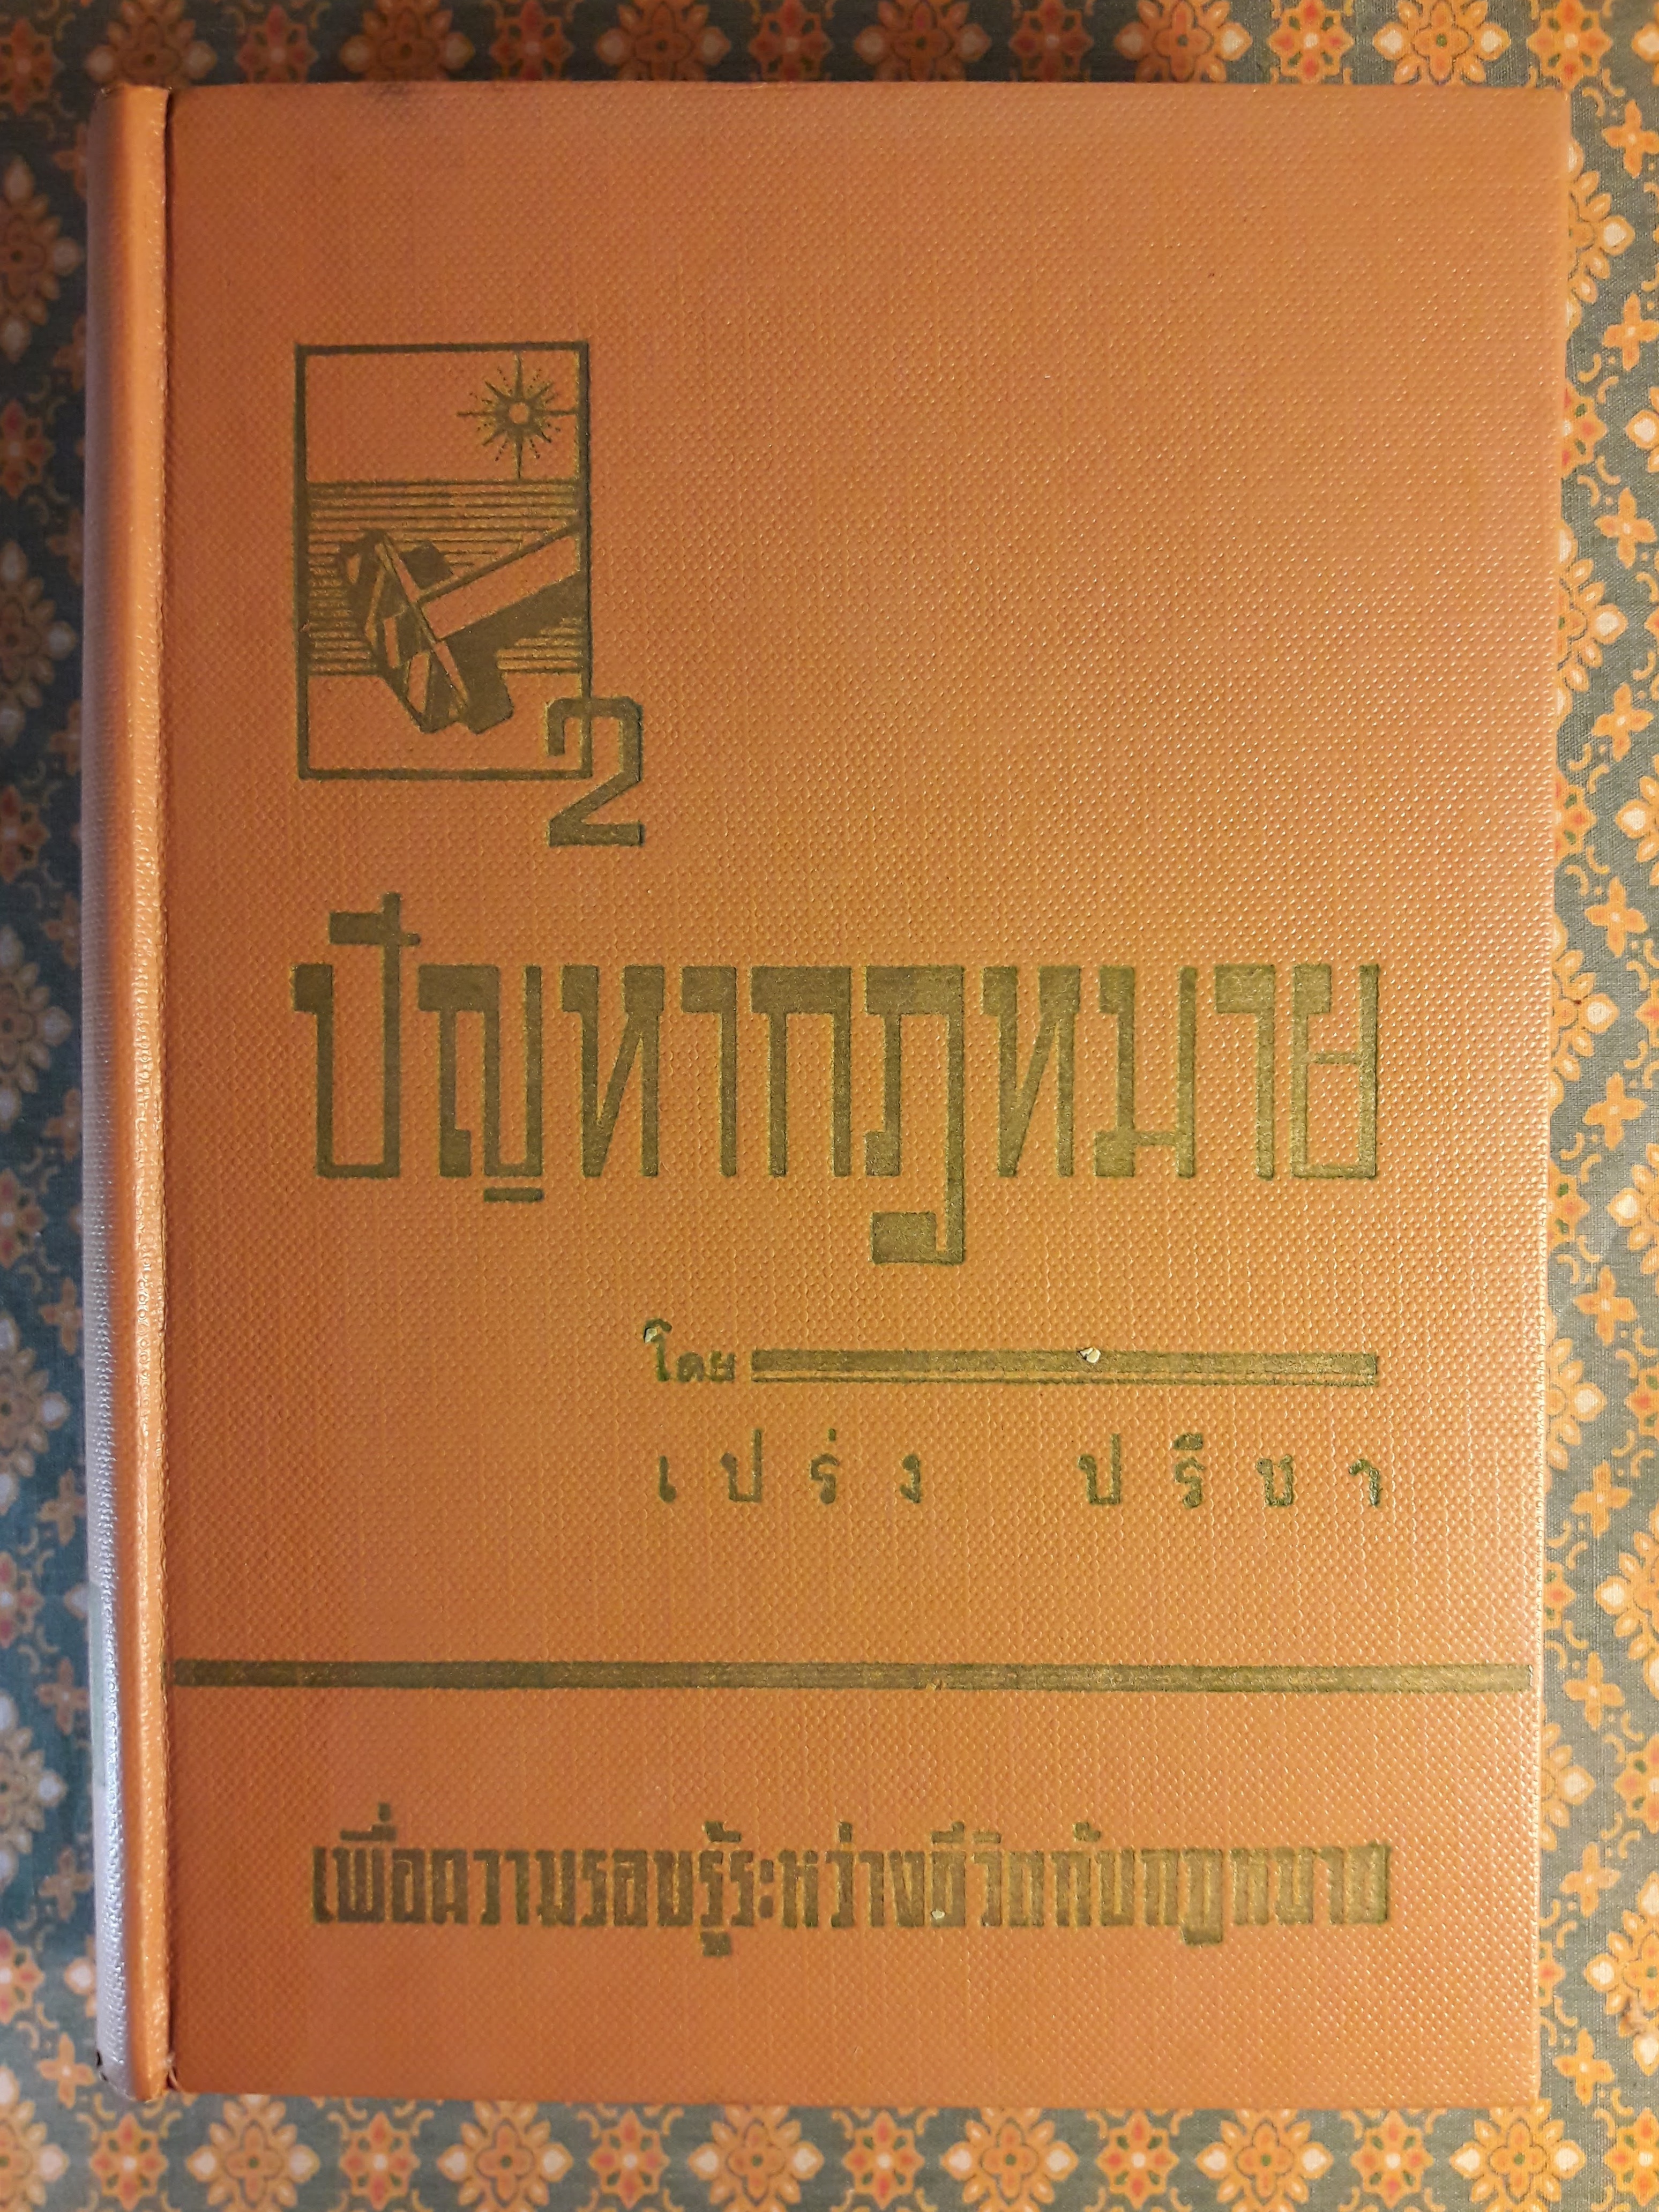 2
ปัญหากฎหมาย
โดย
เปร่ง ปรีชา
เพื่อความรอบรู้ระหว่างชีวิตกับกฎหมาย